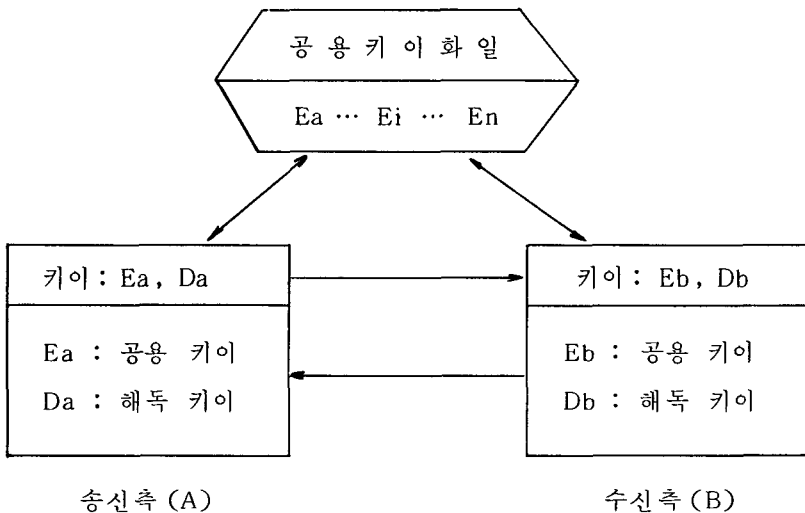 공 용 키 이 화 일
Ea ··· Ei ··· En
키이 : Ea , Da
Ea : 공용 키이
Da : 해독 키이
송신측 (A)
키이 : Eb , Db
Eb : 공용 키이
Db : 해독 키이
수신측 (B)